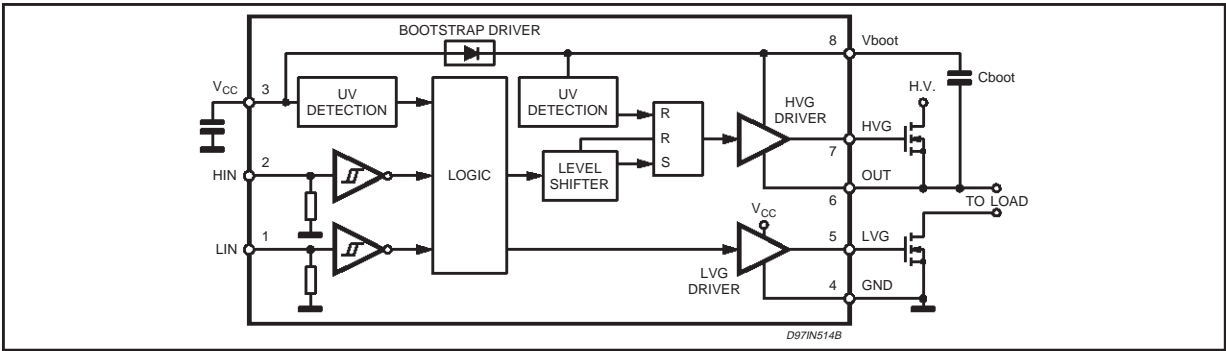 BOOTSTRAP DRIVER
8 Vboot
Cboot
VCC 3
UV
DETECTION
UV
DETECTION
HVG
DRIVER
H.V.
R
R
S
HVG
7
2
HIN
LOGIC
LEVEL
SHIFTER
OUT
6
TO LOAD
VCC
1
LIN
5 LVG
LVG
DRIVER
4 GND
D97IN514B